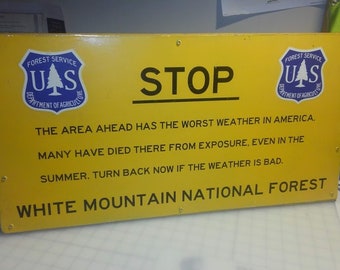 FOREST SERVICE
U S
DEPARTMENT OF AGRICULTURE
FOREST SERVICE
U S
DEPARTMENT OF AGRICULTURE
STOP
THE AREA AHEAD HAS THE WORST WEATHER IN AMERICA.
MANY HAVE DIED THERE FROM EXPOSURE, EVEN IN THE
SUMMER. TURN BACK NOW IF THE WEATHER IS BAD.
WHITE MOUNTAIN NATIONAL FOREST